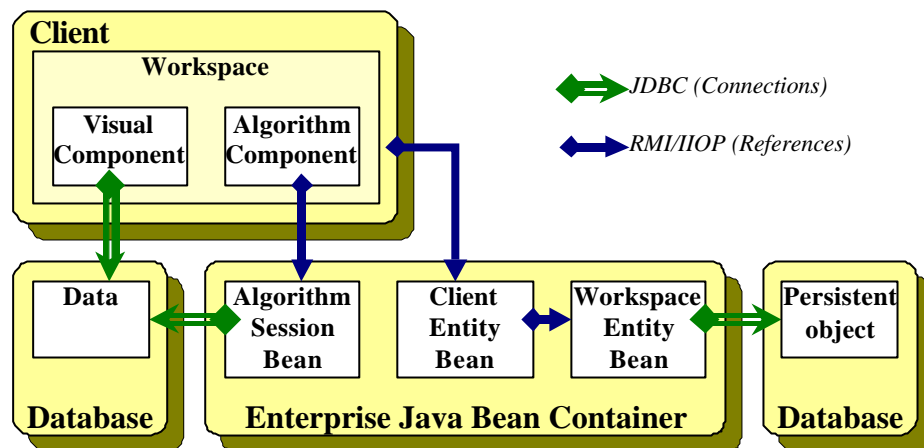 Client
Workspace
Visual
Component
Algorithm
Component
JDBC (Connections)
RMI/IIOP (References)
Data
Database
Algorithm
Session
Bean
Client
Entity
Bean
Workspace
Entity
Bean
Enterprise Java Bean Container
Persistent
object
Database